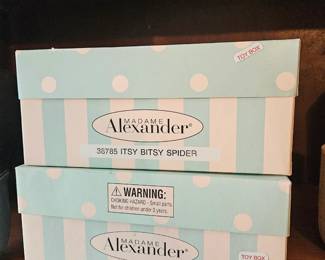 TOY BOX
MADAME
Alexander®
38785 ITSY BITSY SPIDER
WARNING:
CHOKING HAZARD - Small parts.
Not for children under 3 years.
MADAME
Alexander®
TOY BOX